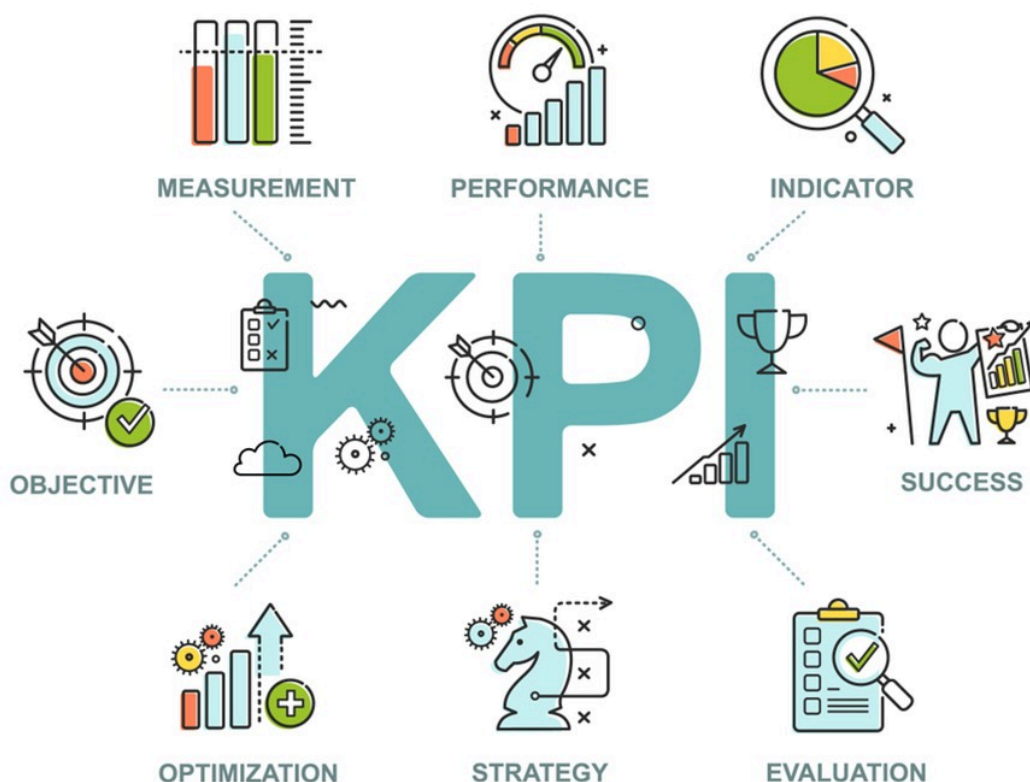 MEASUREMENT
PERFORMANCE
INDICATOR
KPI
OBJECTIVE
SUCCESS
OPTIMIZATION
STRATEGY
EVALUATION